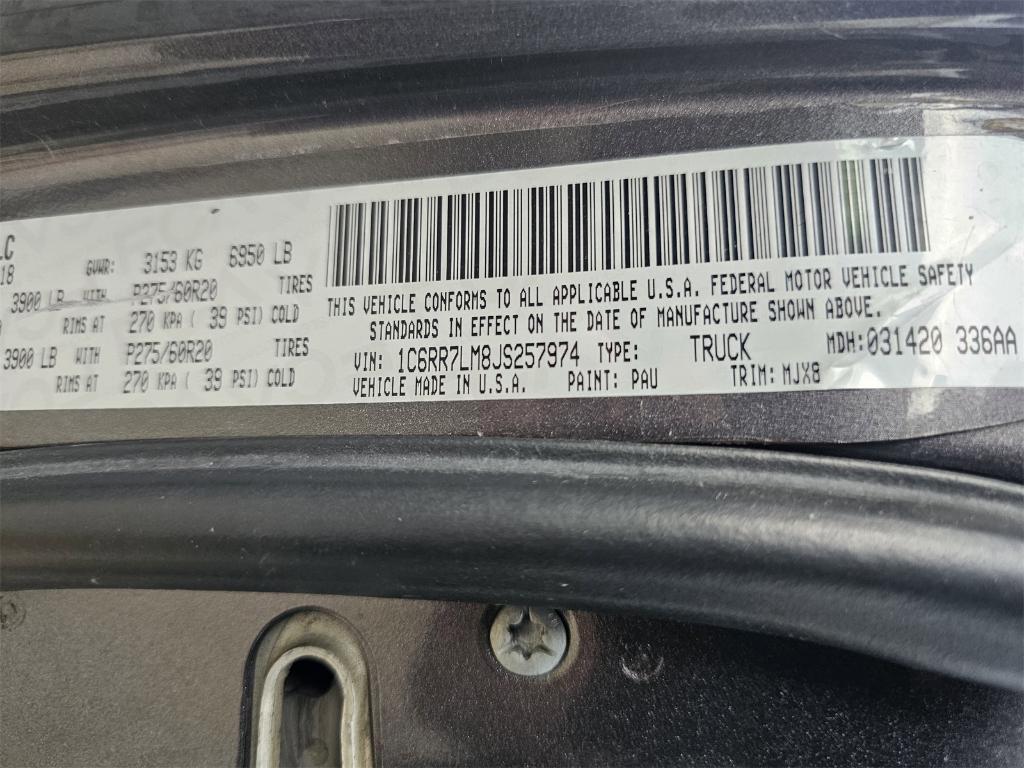 LC
18 GVWR: 3153 KG 6950 LB
3900 LB WITH P275/60R20 TIRES
RIMS AT 270 KPA ( 39 PSI) COLD
3900 LB WITH P275/60R20 TIRES
RIMS AT 270 KPA ( 39 PSI) COLD
THIS VEHICLE CONFORMS TO ALL APPLICABLE U.S.A. FEDERAL MOTOR VEHICLE SAFETY
STANDARDS IN EFFECT ON THE DATE OF MANUFACTURE SHOWN ABOVE.
VIN: 1C6RR7LM8JS257974 TYPE: TRUCK MDH:031420 336AA
VEHICLE MADE IN U.S.A. PAINT: PAU TRIM: MJX8